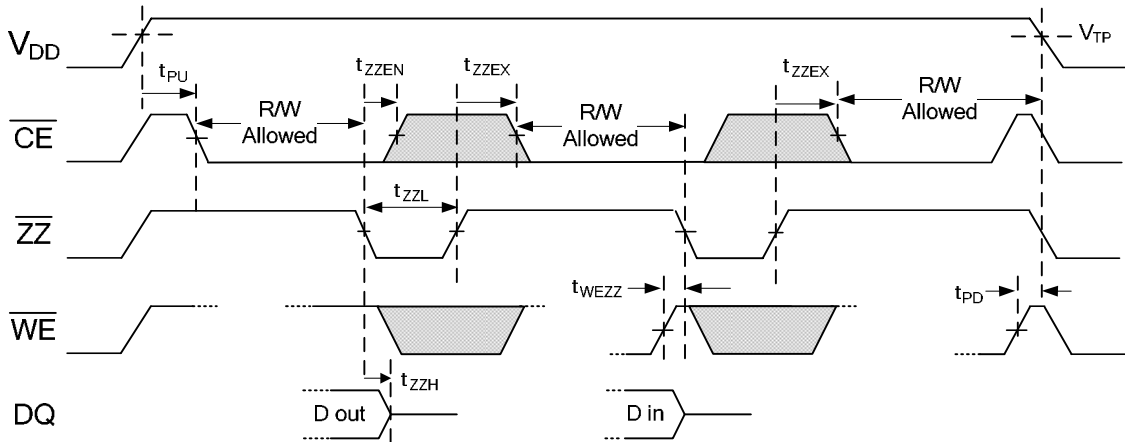 VDD
VTP
tPU
tZZEN
tZZEX
tZZEX
R/W
Allowed
R/W
Allowed
R/W
Allowed
CE
tZZL
ZZ
tWEZZ
tPD
WE
tZZH
DQ
D out
D in